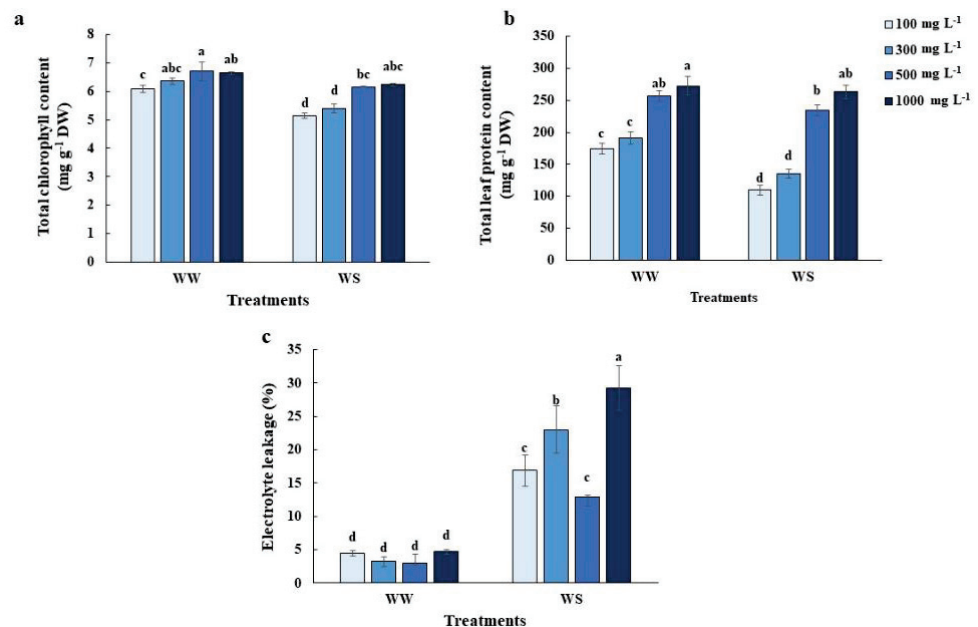 a
Total chlorophyll content
(mg g-1 DW)
8
7
6
5
4
3
2
1
0
c
abc
a
ab
d
d
bc
abc
WW
WS
Treatments
b
Total leaf protein content
(mg g-1 DW)
350
300
250
200
150
100
50
0
c
c
ab
a
d
d
b
ab
WW
WS
Treatments
100 mg L-1
300 mg L-1
500 mg L-1
1000 mg L-1
c
Electrolyte leakage (%)
35
30
25
20
15
10
5
0
d
d
d
d
c
b
c
a
WW
WS
Treatments